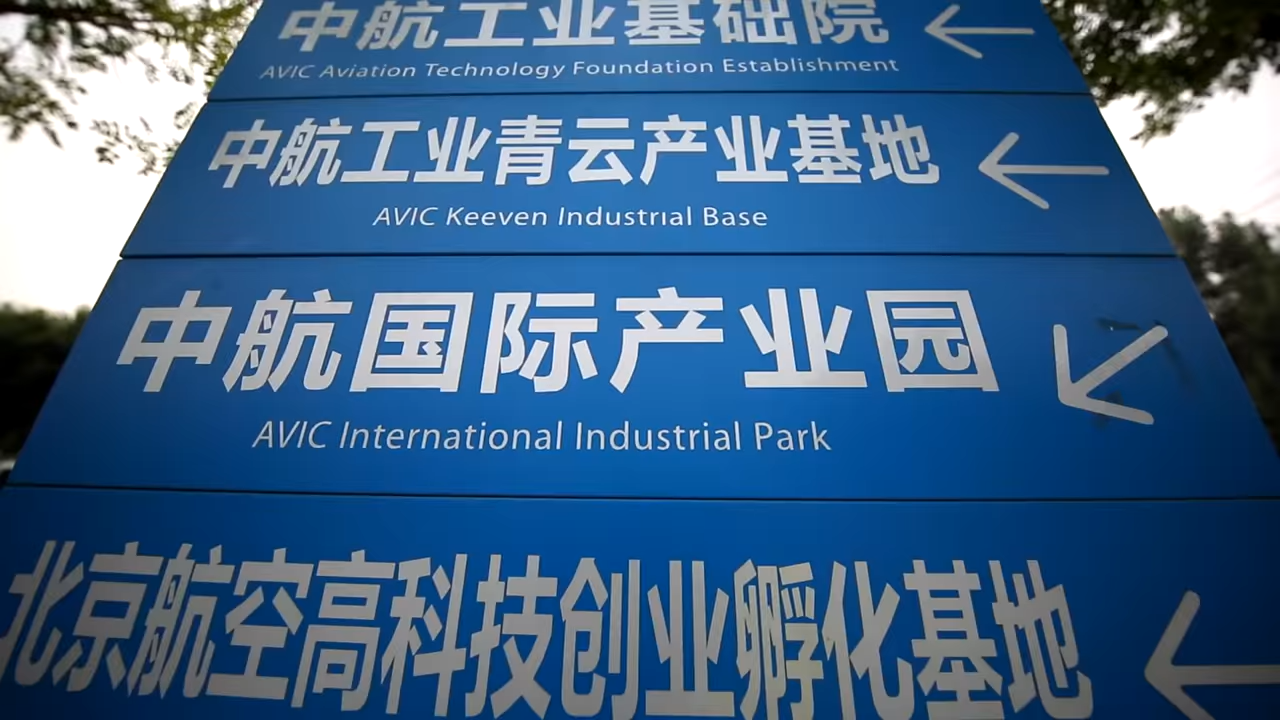 中航工业基础院
AVIC Aviation Technology Foundation Establishment
中航工业青云产业基地
AVIC Keeven Industrial Base
中航国际产业园
AVIC International Industrial Park
北京航空高科技创业孵化基地